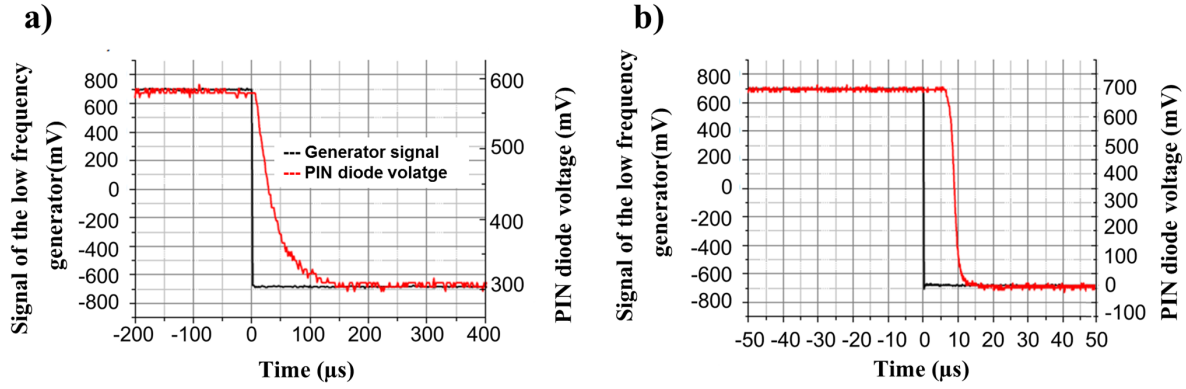 a)
Signal of the low frequency
generator(mV)
800
600
400
200
0
-200
-400
-600
-800
-200 -100 0 100 200 300 400
Time (µs)
600
500
400
300
PIN diode voltage (mV)
Generator signal
PIN diode volatge
b)
Signal of the low frequency
generator(mV)
800
600
400
200
0
-200
-400
-600
-800
-50 -40 -30 -20 -10 0 10 20 30 40 50
Time (µs)
700
600
500
400
300
200
100
0
-100
PIN diode voltage (mV)